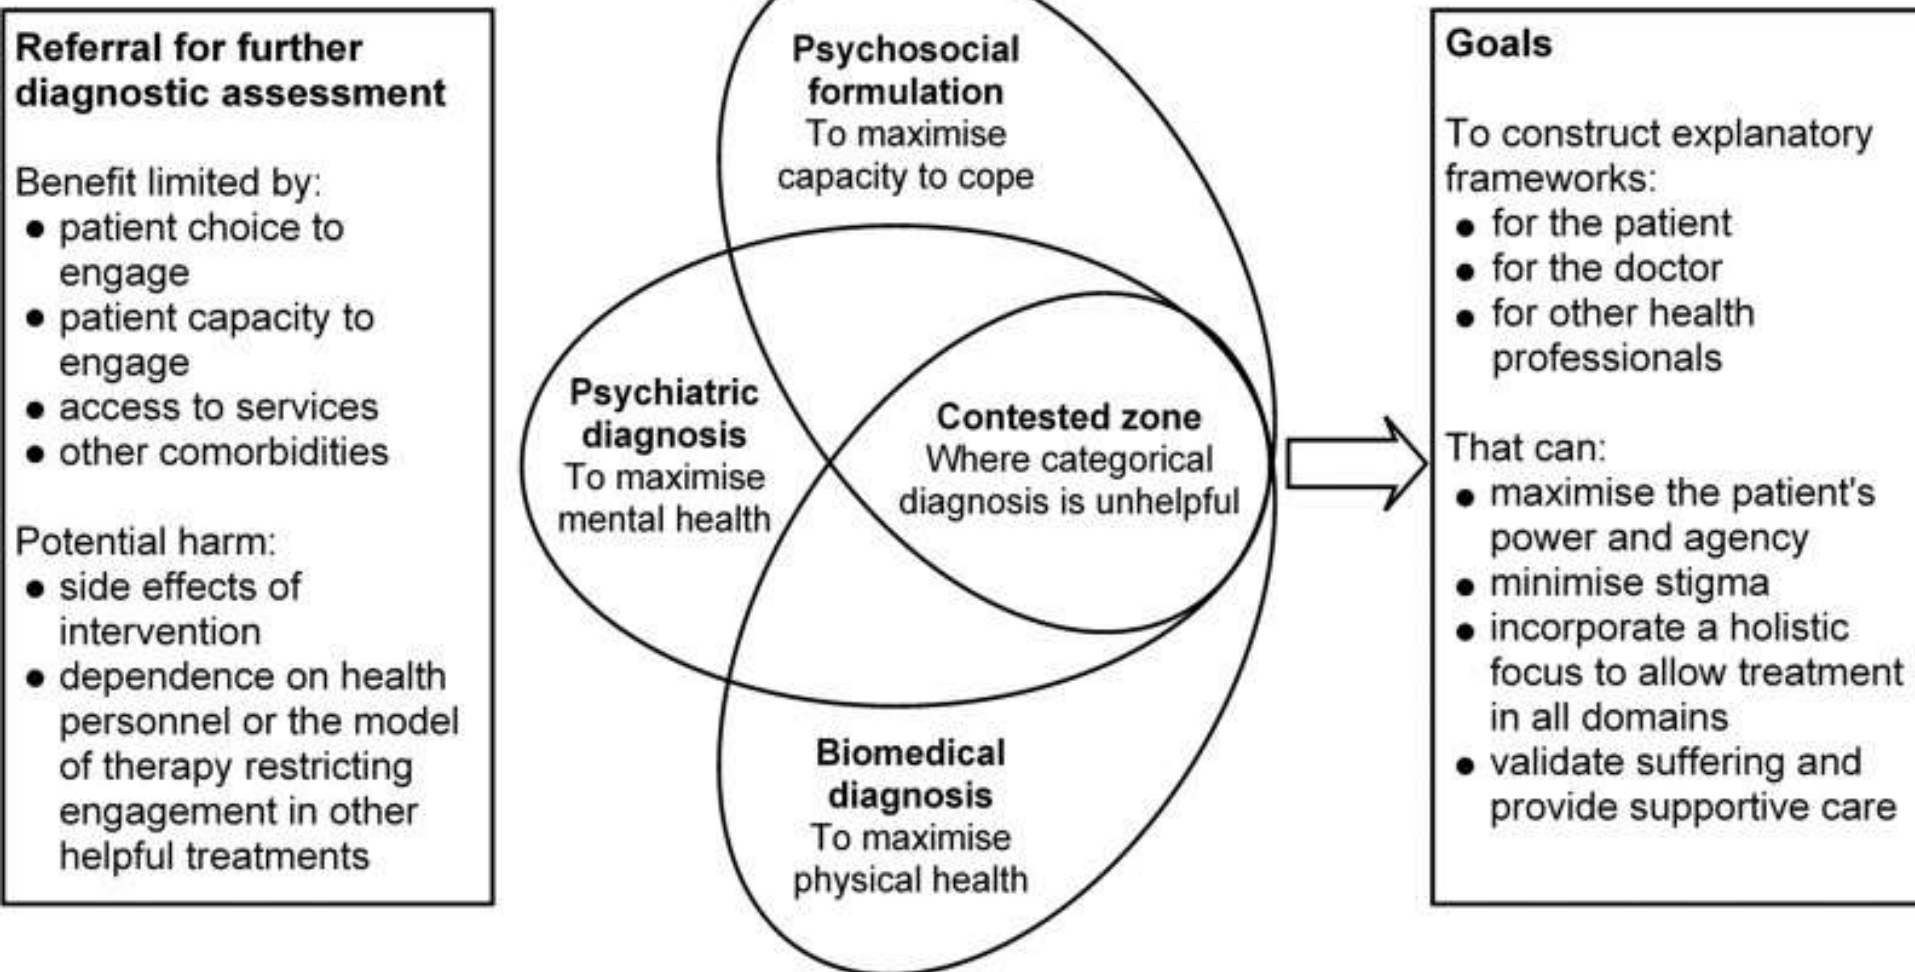 Referral for further
diagnostic assessment
Benefit limited by:
● patient choice to
engage
● patient capacity to
engage
● access to services
● other comorbidities
Potential harm:
● side effects of
intervention
● dependence on health
personnel or the model
of therapy restricting
engagement in other
helpful treatments
Psychosocial
formulation
To maximise
capacity to cope
Psychiatric
diagnosis
To maximise
mental health
Contested zone
Where categorical
diagnosis is unhelpful
Biomedical
diagnosis
To maximise
physical health
Goals
To construct explanatory
frameworks:
● for the patient
● for the doctor
● for other health
professionals
That can:
● maximise the patient's
power and agency
● minimise stigma
● incorporate a holistic
focus to allow treatment
in all domains
● validate suffering and
provide supportive care